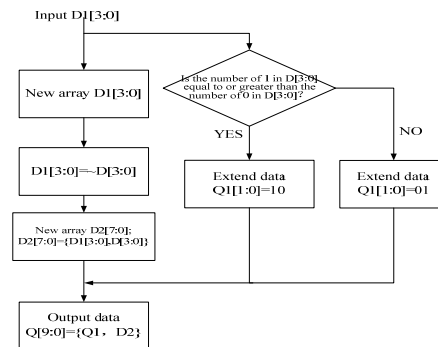 Input D1[3:0]
Is the number of 1 in D[3:0]
equal to or greater than the
number of 0 in D[3:0]?
New array D1[3:0]
YES
NO
D1[3:0]=~D[3:0]
Extend data
Q1[1:0]=10
Extend data
Q1[1:0]=01
New array D2[7:0];
D2[7:0]={D1[3:0],D[3:0]}
Output data
Q[9:0]={Q1, D2}